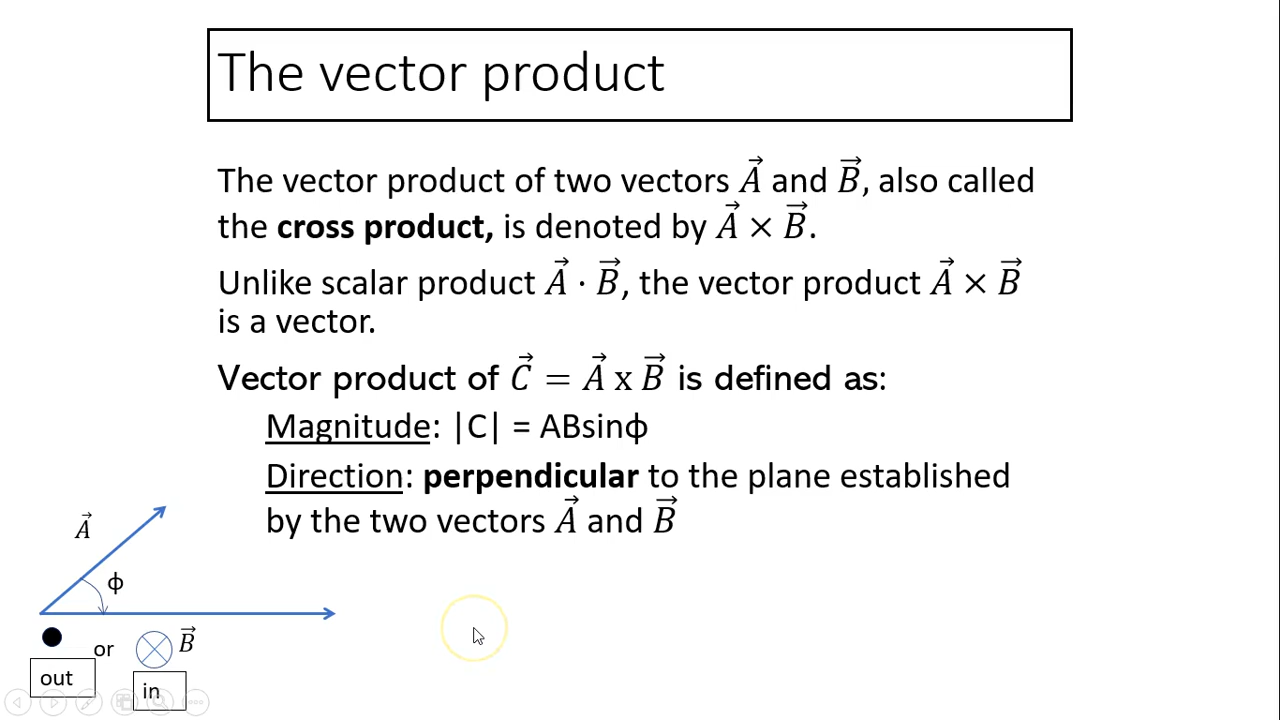 The vector product
The vector product of two vectors A⃗ and B⃗, also called
the cross product, is denoted by A⃗ × B⃗.
Unlike scalar product A⃗ · B⃗, the vector product A⃗ × B⃗
is a vector.
Vector product of C⃗ = A⃗ x B⃗ is defined as:
Magnitude: |C| = ABsinϕ
Direction: perpendicular to the plane established
by the two vectors A⃗ and B⃗
A⃗
ϕ
or
B⃗
out
in